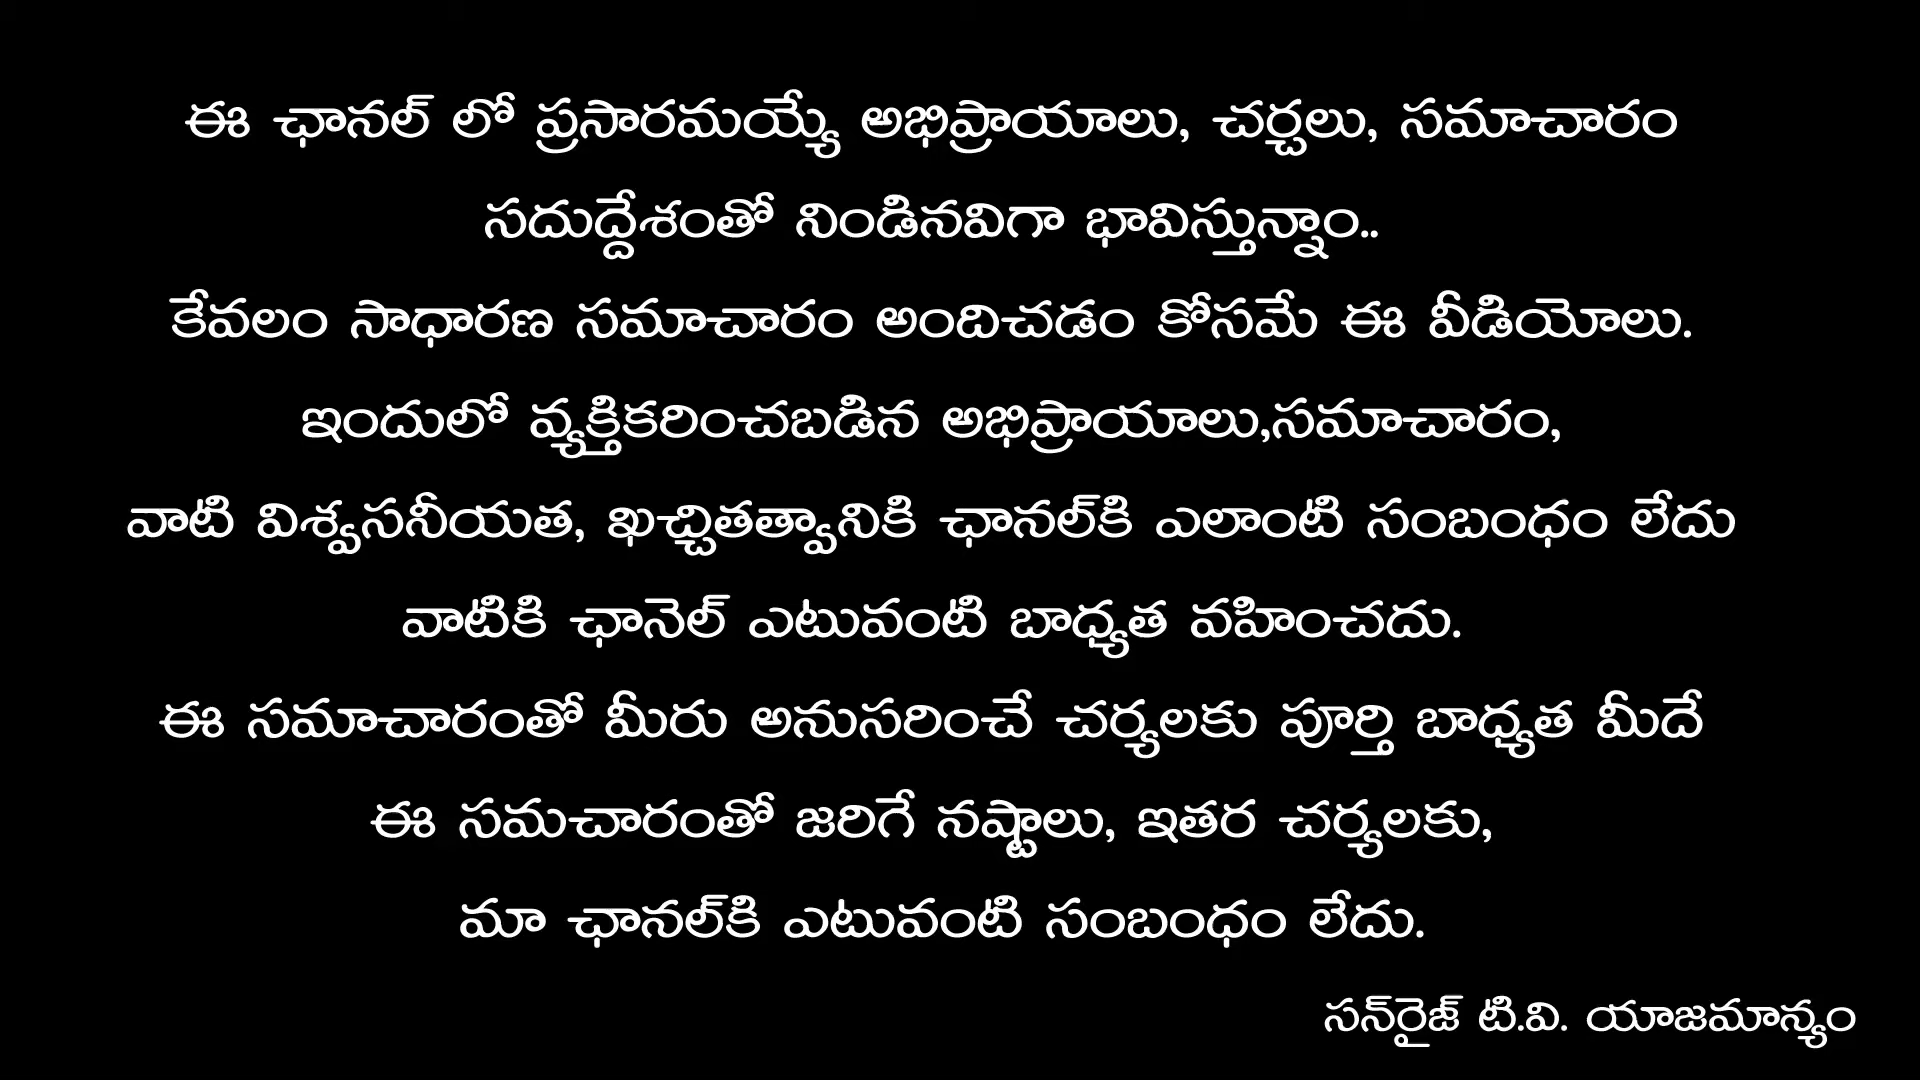 ఈ ఛానల్ లో ప్రసారమయ్యే అభిప్రాయాలు, చర్చలు, సమాచారం
సదుద్దేశంతో నిండినవిగా భావిస్తున్నాం..
కేవలం సాధారణ సమాచారం అందిచడం కోసమే ఈ వీడియోలు.
ఇందులో వ్యక్తికరించబడిన అభిప్రాయాలు,సమాచారం,
వాటి విశ్వసనీయత, ఖచ్చితత్వానికి ఛానల్‌కి ఎలాంటి సంబంధం లేదు
వాటికి ఛానెల్ ఎటువంటి బాధ్యత వహించదు.
ఈ సమాచారంతో మీరు అనుసరించే చర్యలకు పూర్తి బాధ్యత మీదే
ఈ సమచారంతో జరిగే నష్టాలు, ఇతర చర్యలకు,
మా ఛానల్‌కి ఎటువంటి సంబంధం లేదు.
సన్‌రైజ్ టి.వి. యాజమాన్యం